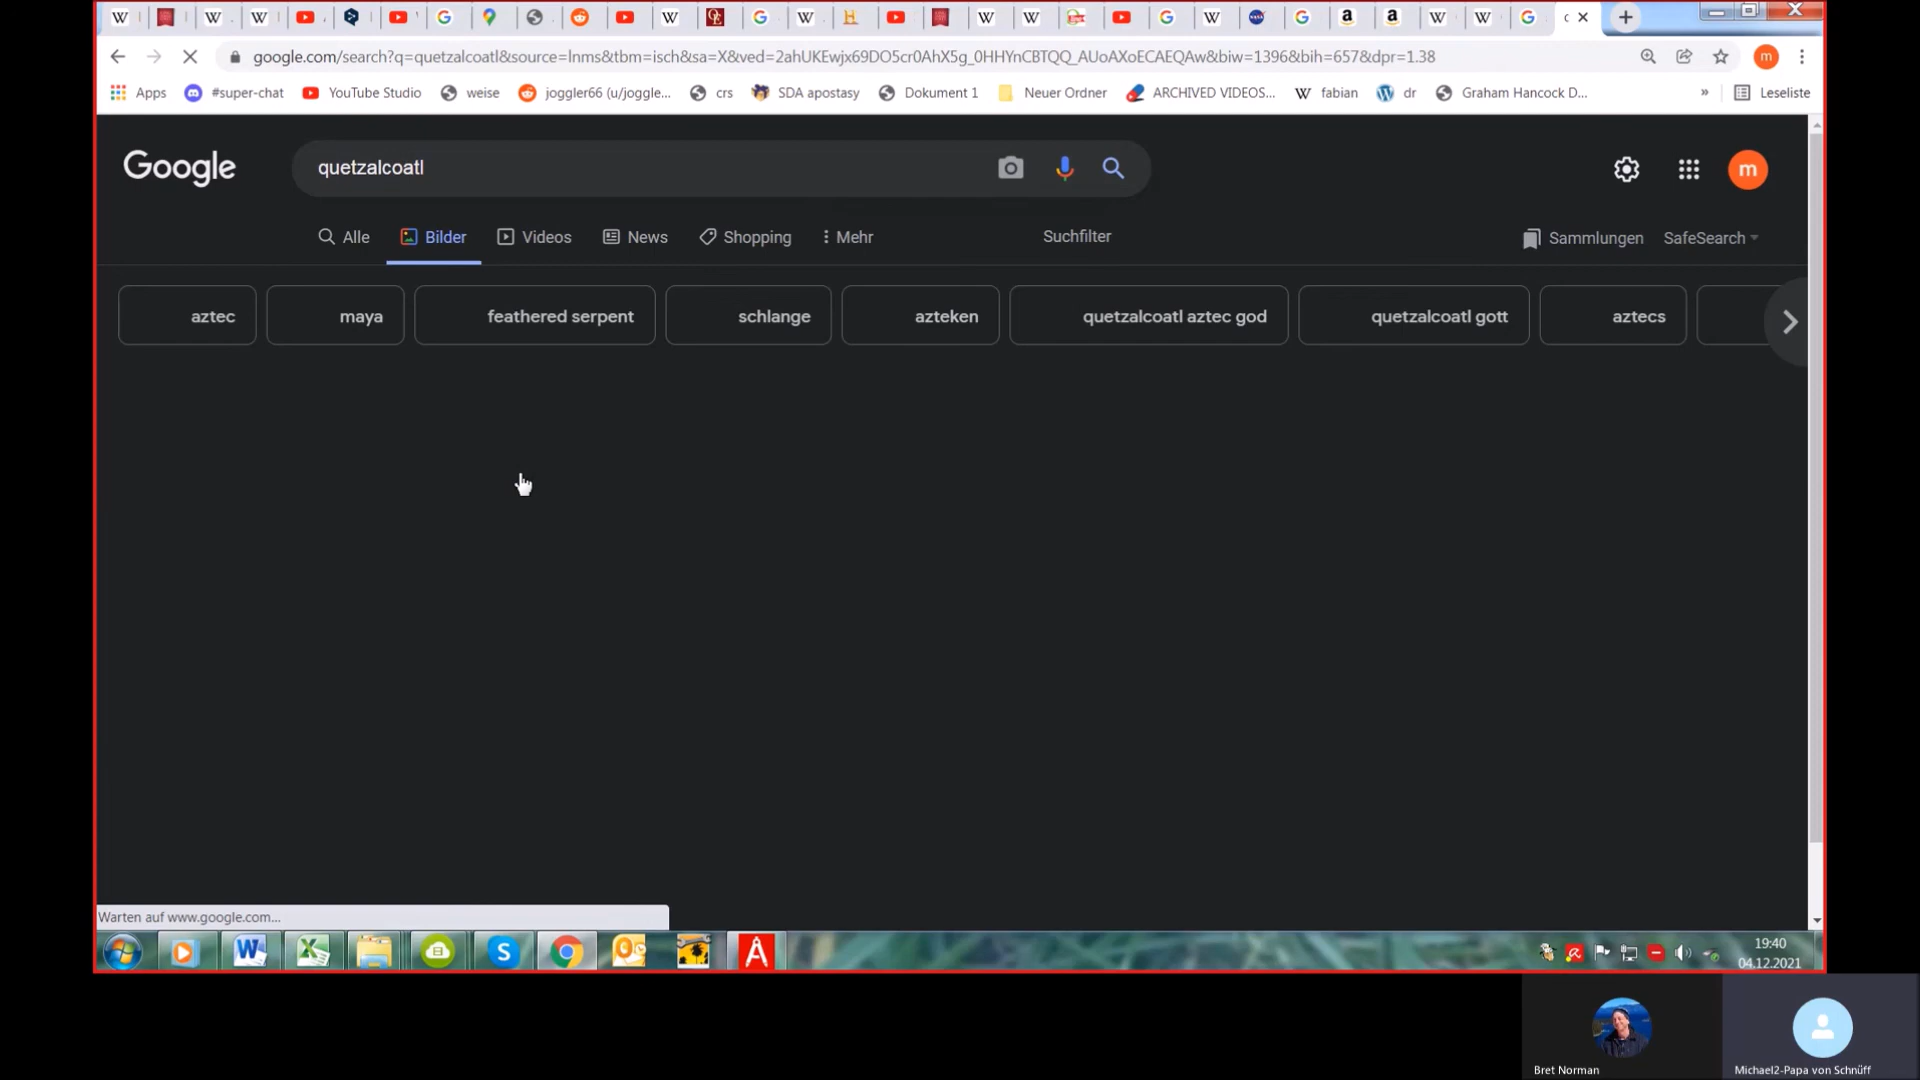 google.com/search?q=quetzalcoatl&source=lnms&tbm=isch&sa=X&ved=2ahUKEwjx69DO5cr0AhX5g_0HHYnCBTQQ_AUoAXoECAEQAw&biw=1396&bih=657&dpr=1.38
Apps #super-chat YouTube Studio weise joggler66 (u/joggle... crs SDA apostasy Dokument 1 Neuer Ordner ARCHIVED VIDEOS... fabian dr Graham Hancock D... » Leseliste
Google quetzalcoatl m
Alle Bilder Videos News Shopping Mehr Suchfilter Sammlungen SafeSearch
aztec maya feathered serpent schlange azteken quetzalcoatl aztec god quetzalcoatl gott aztecs
Warten auf www.google.com...
19:40
04.12.2021
Bret Norman Michael2-Papa von Schnüff